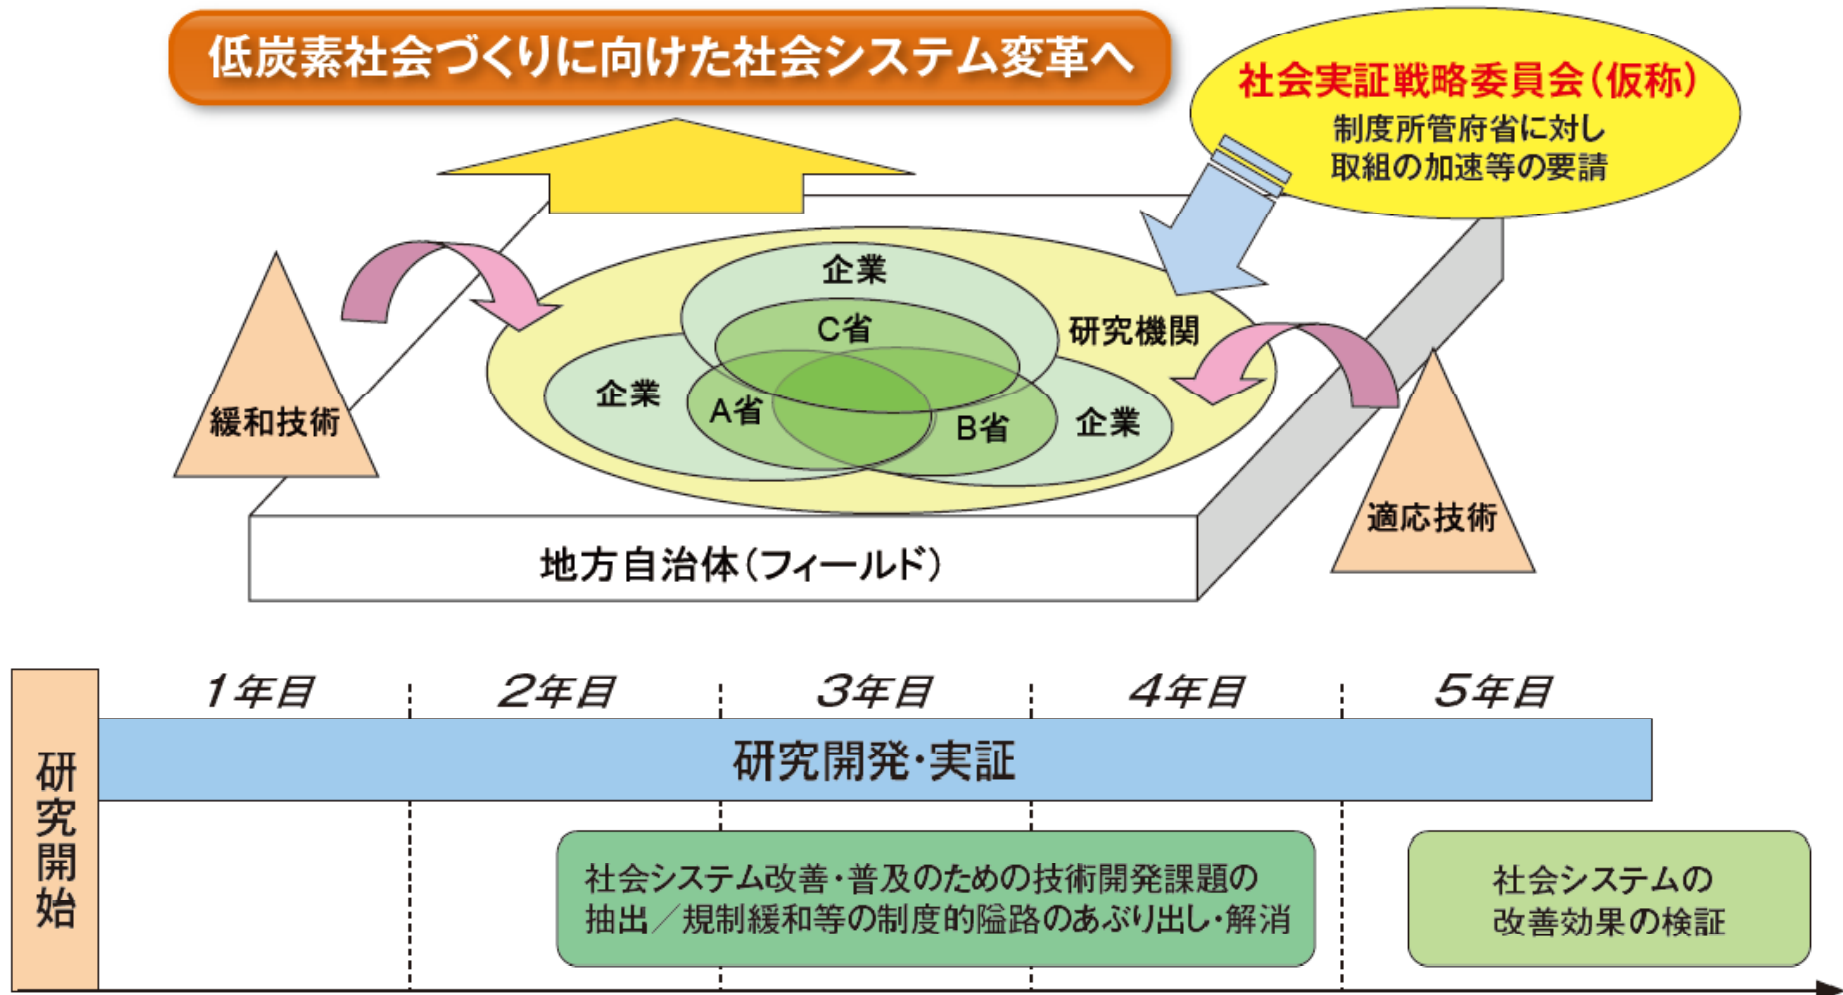 低炭素社会づくりに向けた社会システム変革へ
社会実証戦略委員会(仮称)
制度所管府省に対し
取組の加速等の要請
企業
C省
研究機関
企業
A省
B省
企業
緩和技術
適応技術
地方自治体(フィールド)
研究開始
1年目
2年目
3年目
4年目
5年目
研究開発・実証
社会システム改善・普及のための技術開発課題の
抽出/規制緩和等の制度的隘路のあぶり出し・解消
社会システムの
改善効果の検証